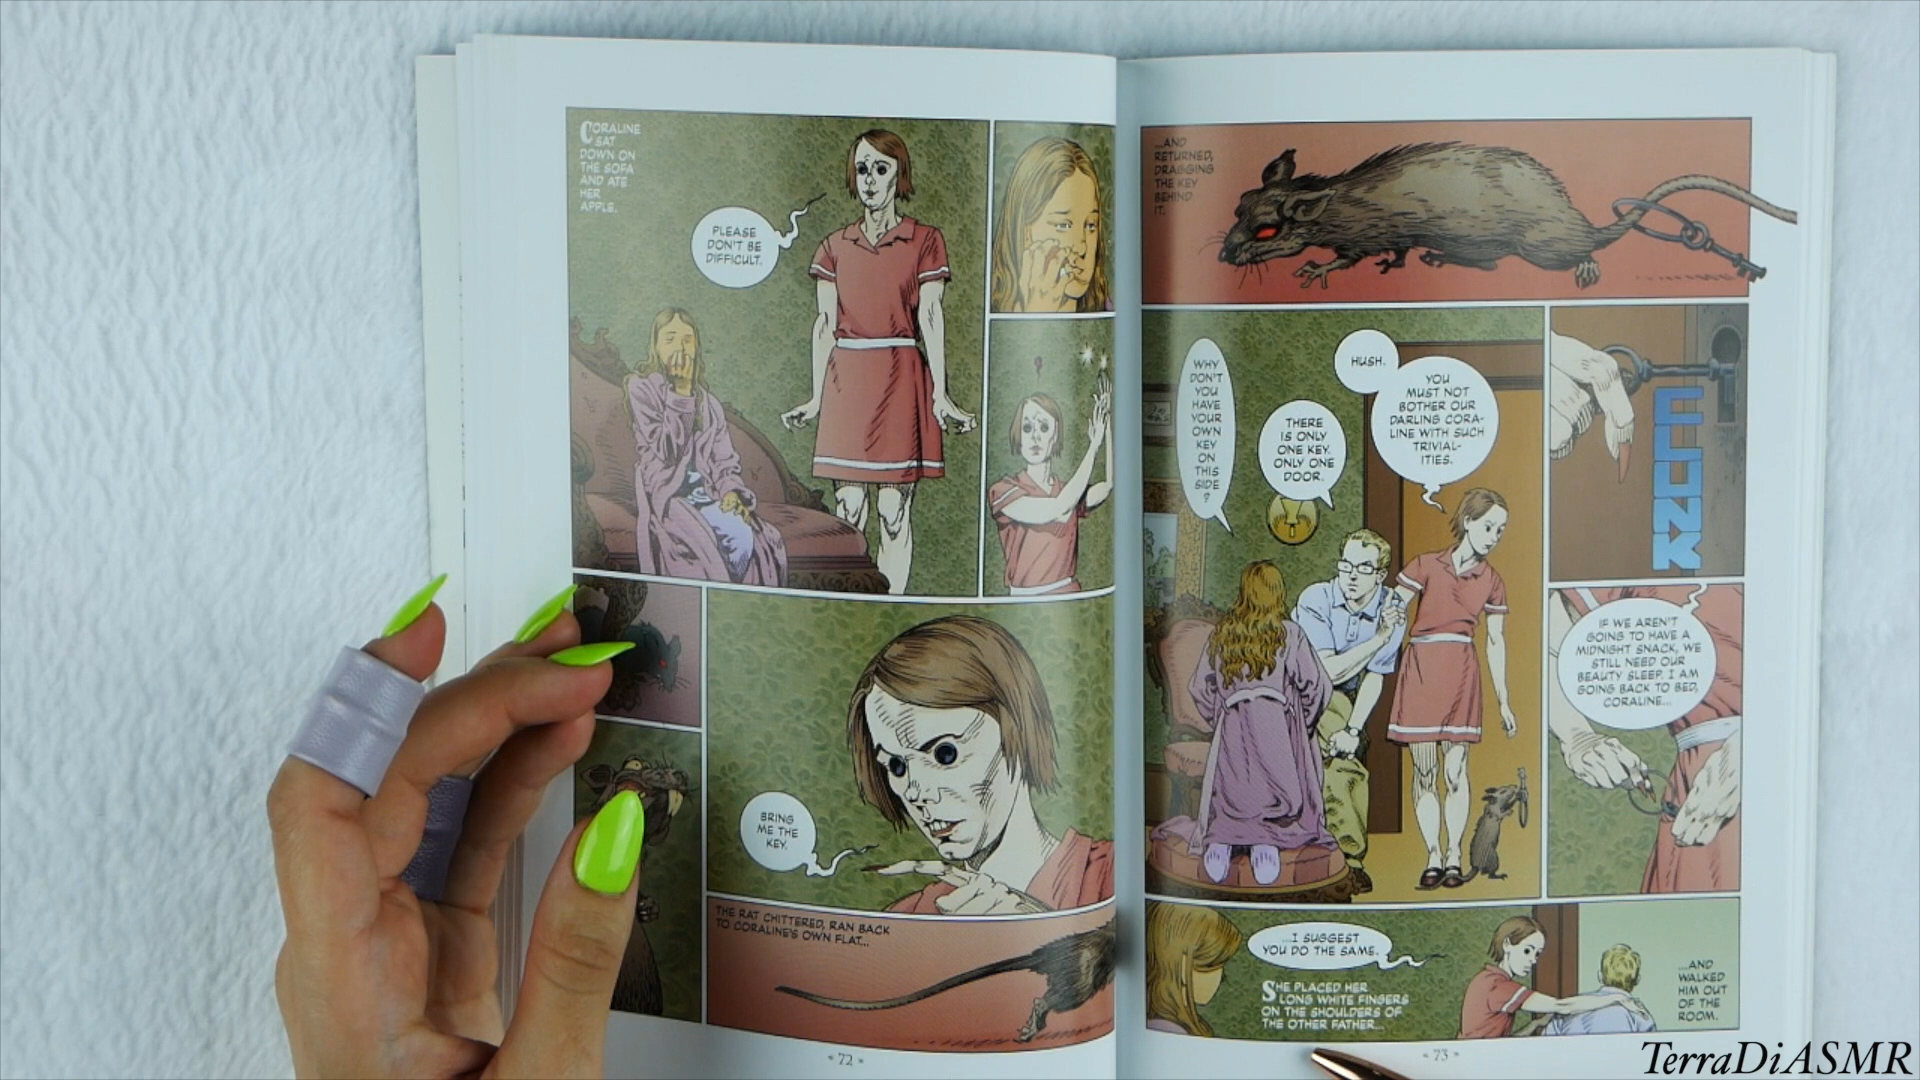 CORALINE
SAT
DOWN ON
THE SOFA
AND ATE
HER
APPLE.
PLEASE
DON'T BE
DIFFICULT.
BRING
ME THE
KEY.
THE RAT CHITTERED, RAN BACK
TO CORALINE'S OWN FLAT...
- 72 -
...AND
RETURNED,
DRAGGING
THE KEY
BEHIND
IT.
WHY
DON'T
YOU
HAVE
YOUR
OWN
KEY
ON
THIS
SIDE
?
THERE
IS ONLY
ONE KEY.
ONLY ONE
DOOR.
HUSH.
YOU
MUST NOT
BOTHER OUR
DARLING CORA-
LINE WITH SUCH
TRIVIAL-
ITIES.
CLUNK
IF WE AREN'T
GOING TO HAVE A
MIDNIGHT SNACK, WE
STILL NEED OUR
BEAUTY SLEEP. I AM
GOING BACK TO BED,
CORALINE...
...I SUGGEST
YOU DO THE SAME.
SHE PLACED HER
LONG WHITE FINGERS
ON THE SHOULDERS OF
THE OTHER FATHER...
...AND
WALKED
HIM OUT
OF THE
ROOM.
- 73 -
TerraDiASMR